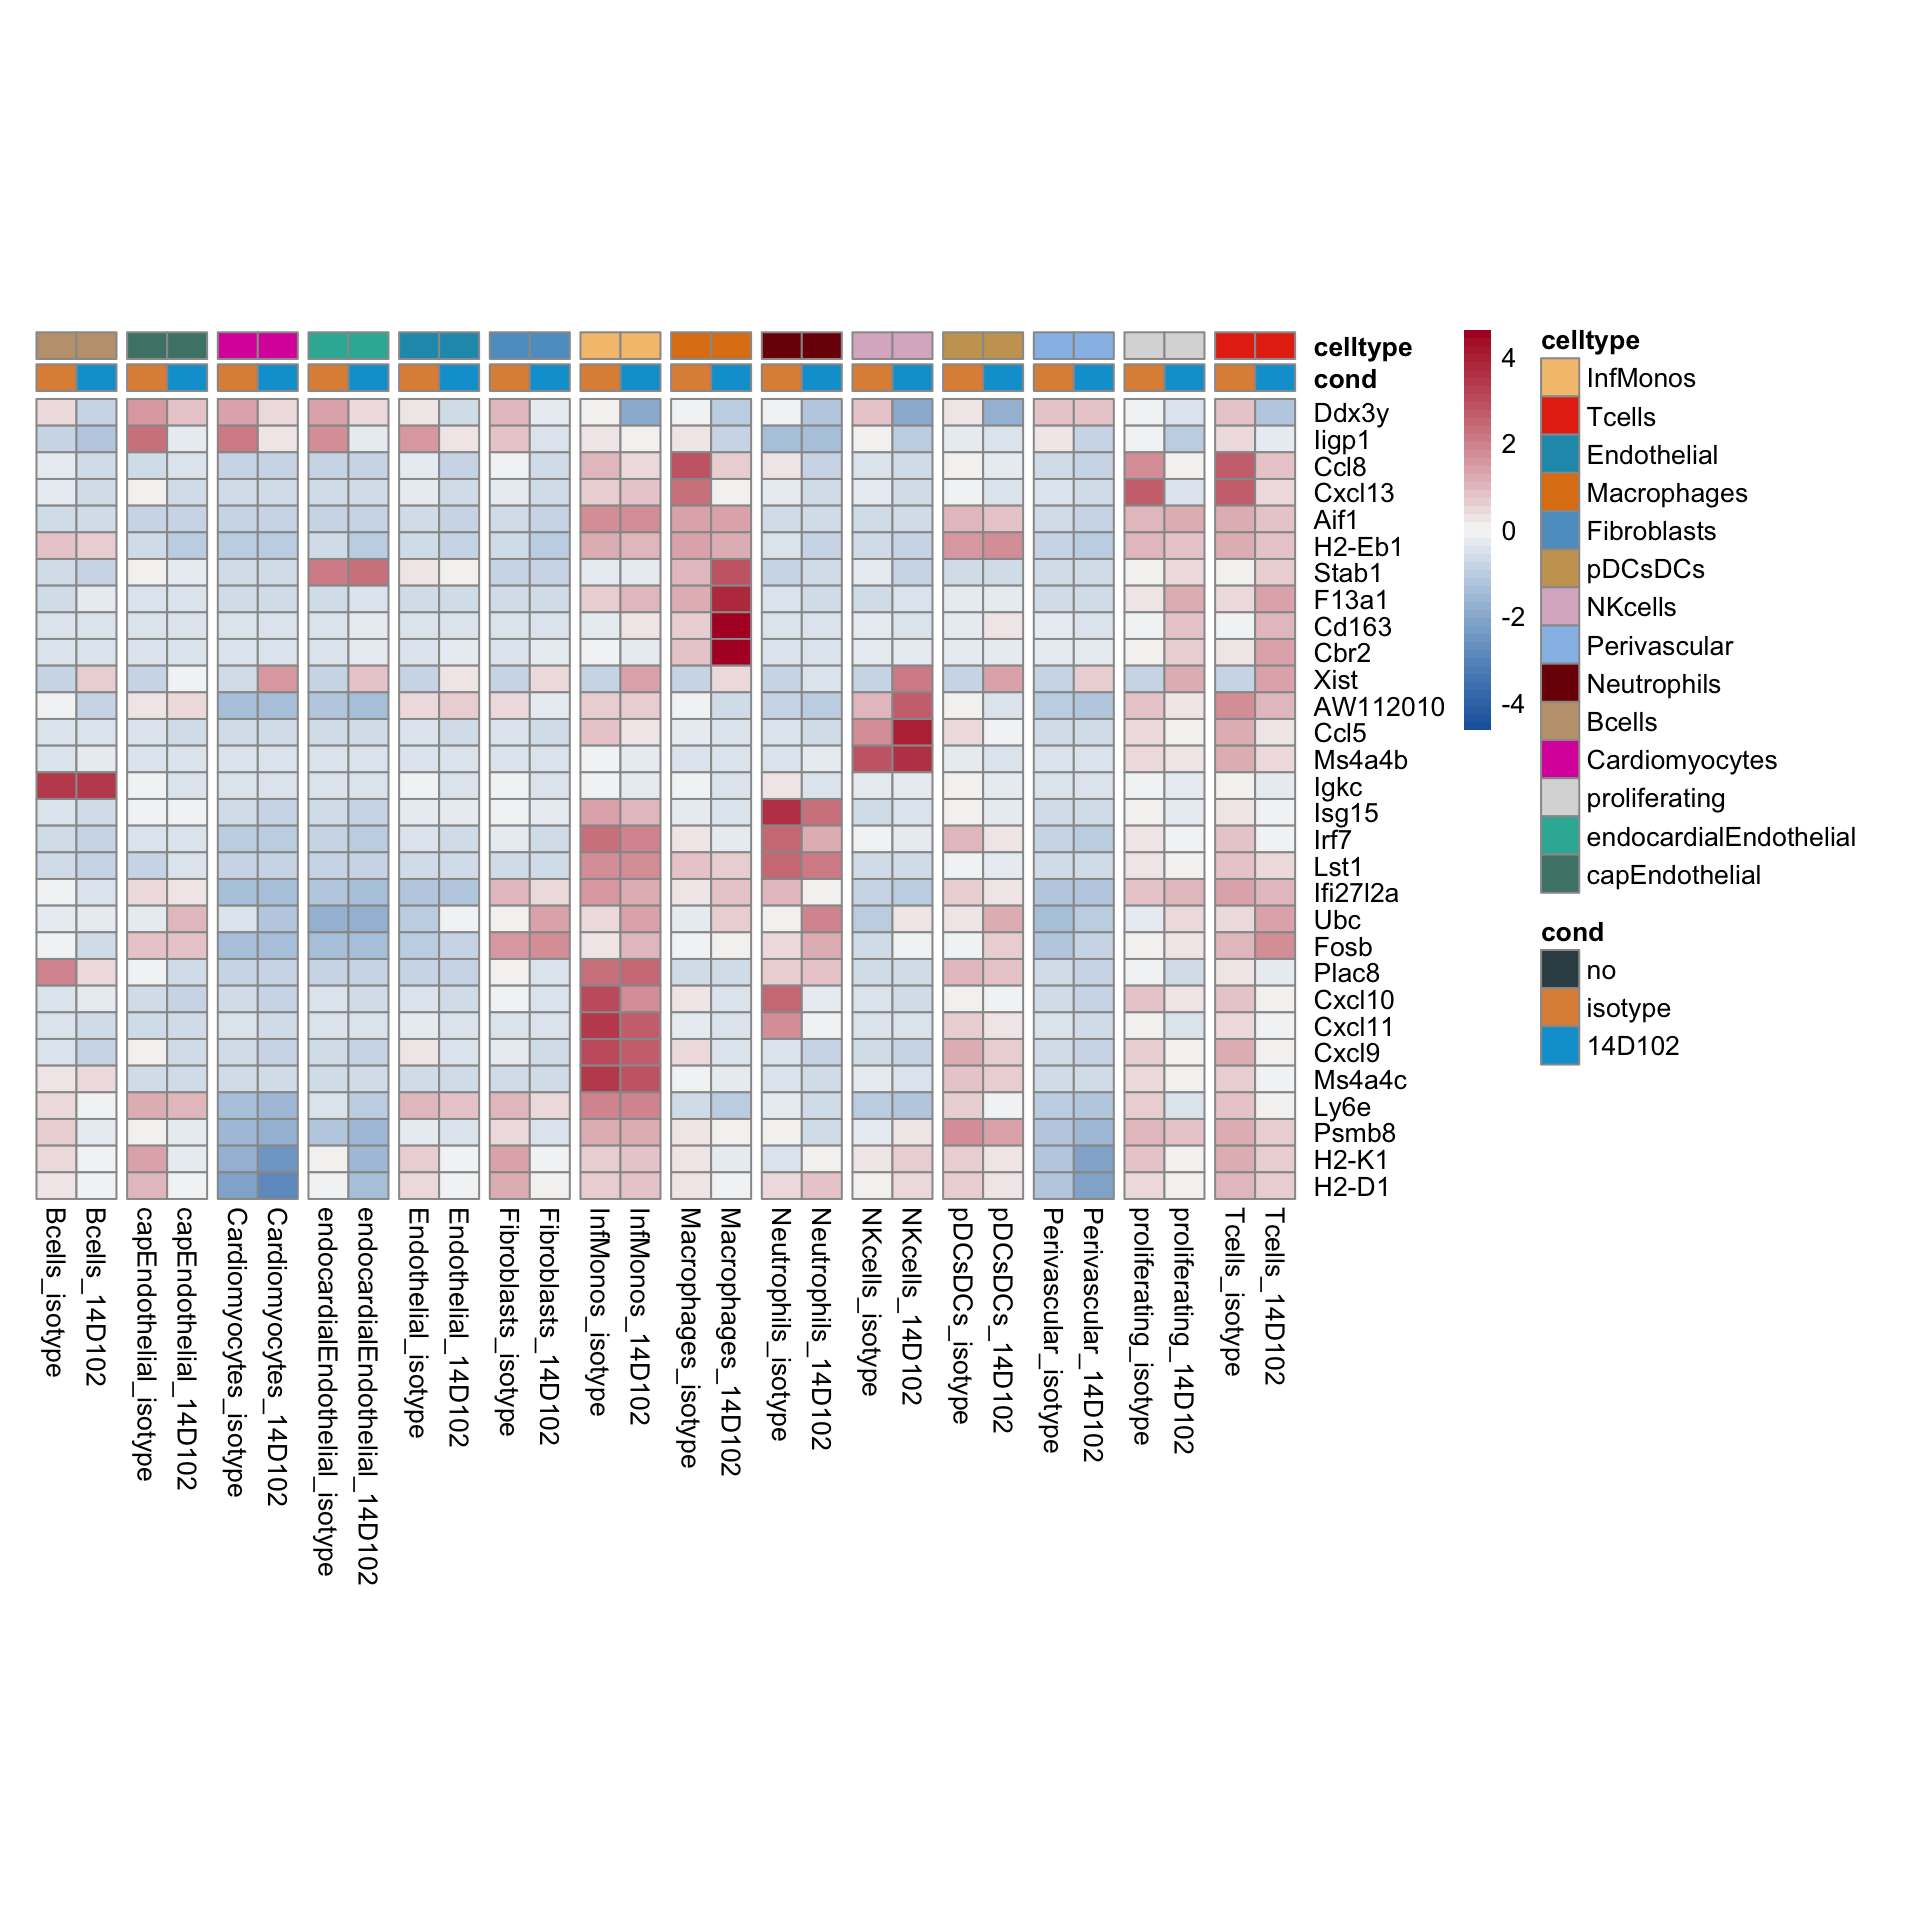 celltype
cond
Ddx3y
Iigp1
Ccl8
Cxcl13
Aif1
H2-Eb1
Stab1
F13a1
Cd163
Cbr2
Xist
AW112010
Ccl5
Ms4a4b
Igkc
Isg15
Irf7
Lst1
Ifi27l2a
Ubc
Fosb
Plac8
Cxcl10
Cxcl11
Cxcl9
Ms4a4c
Ly6e
Psmb8
H2-K1
H2-D1
Bcells_isotype
Bcells_14D102
capEndothelial_isotype
capEndothelial_14D102
Cardiomyocytes_isotype
Cardiomyocytes_14D102
endocardialEndothelial_isotype
endocardialEndothelial_14D102
Endothelial_isotype
Endothelial_14D102
Fibroblasts_isotype
Fibroblasts_14D102
InfMonos_isotype
InfMonos_14D102
Macrophages_isotype
Macrophages_14D102
Neutrophils_isotype
Neutrophils_14D102
NKcells_isotype
NKcells_14D102
pDCsDCs_isotype
pDCsDCs_14D102
Perivascular_isotype
Perivascular_14D102
proliferating_isotype
proliferating_14D102
Tcells_isotype
Tcells_14D102
4
2
0
-2
-4
celltype
InfMonos
Tcells
Endothelial
Macrophages
Fibroblasts
pDCsDCs
NKcells
Perivascular
Neutrophils
Bcells
Cardiomyocytes
proliferating
endocardialEndothelial
capEndothelial
cond
no
isotype
14D102